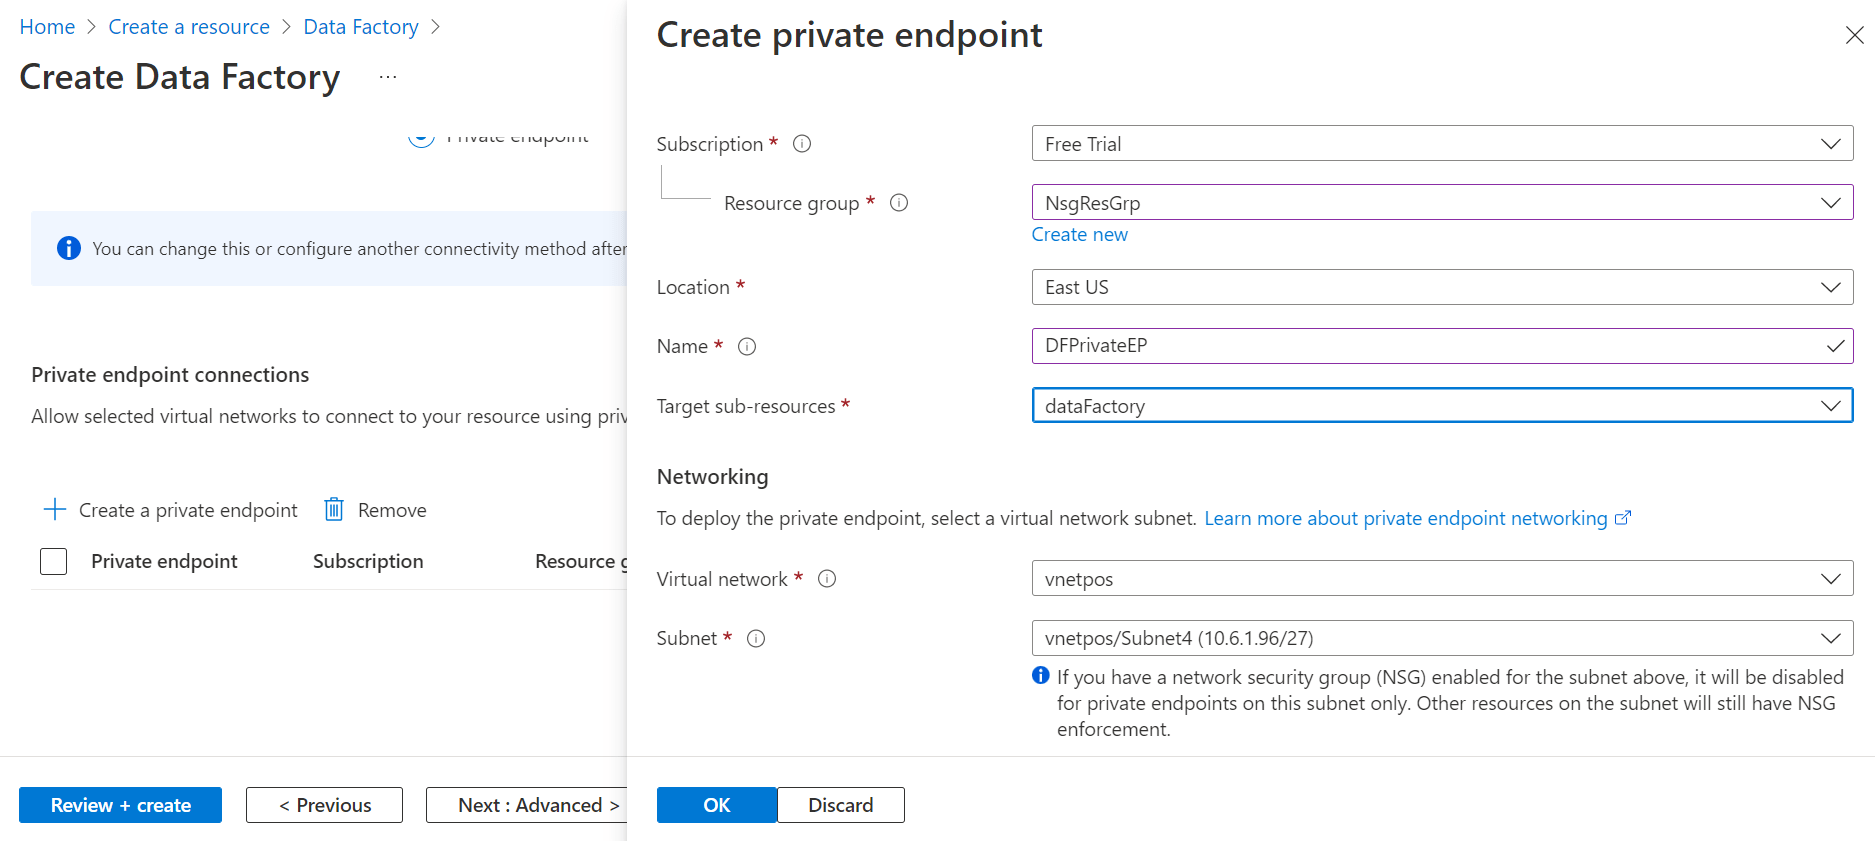 Home > Create a resource > Data Factory >
Create Data Factory ...
Private endpoint
You can change this or configure another connectivity method after
Private endpoint connections
Allow selected virtual networks to connect to your resource using priv
Create a private endpoint Remove
Private endpoint Subscription Resource g
Review + create < Previous Next : Advanced >
Create private endpoint
Subscription * Free Trial
Resource group * NsgResGrp
Create new
Location * East US
Name * DFPrivateEP
Target sub-resources * dataFactory
Networking
To deploy the private endpoint, select a virtual network subnet. Learn more about private endpoint networking
Virtual network * vnetpos
Subnet * vnetpos/Subnet4 (10.6.1.96/27)
If you have a network security group (NSG) enabled for the subnet above, it will be disabled
for private endpoints on this subnet only. Other resources on the subnet will still have NSG
enforcement.
OK Discard